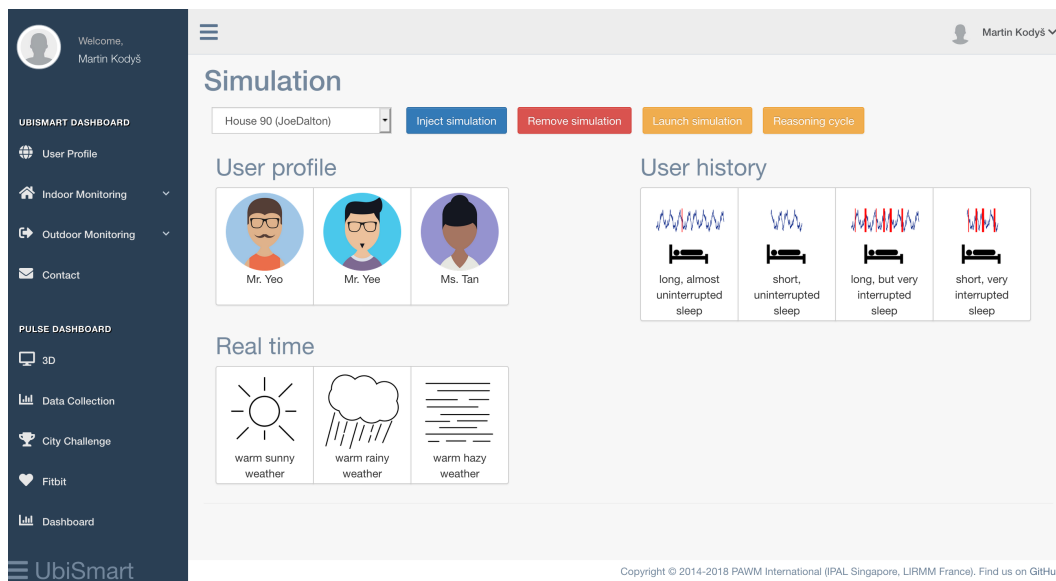 Welcome,
Martin Kodyš
Martin Kodyš
Simulation
UBISMART DASHBOARD
House 90 (JoeDalton)
Inject simulation
Remove simulation
Launch simulation
Reasoning cycle
User Profile
Indoor Monitoring
Outdoor Monitoring
Contact
User profile
Mr. Yeo
Mr. Yee
Ms. Tan
User history
long, almost
uninterrupted
sleep
short,
uninterrupted
sleep
long, but very
interrupted
sleep
short, very
interrupted
sleep
PULSE DASHBOARD
3D
Data Collection
City Challenge
Fitbit
Dashboard
Real time
warm sunny
weather
warm rainy
weather
warm hazy
weather
UbiSmart
Copyright © 2014-2018 PAWM International (IPAL Singapore, LIRMM France). Find us on GitHu